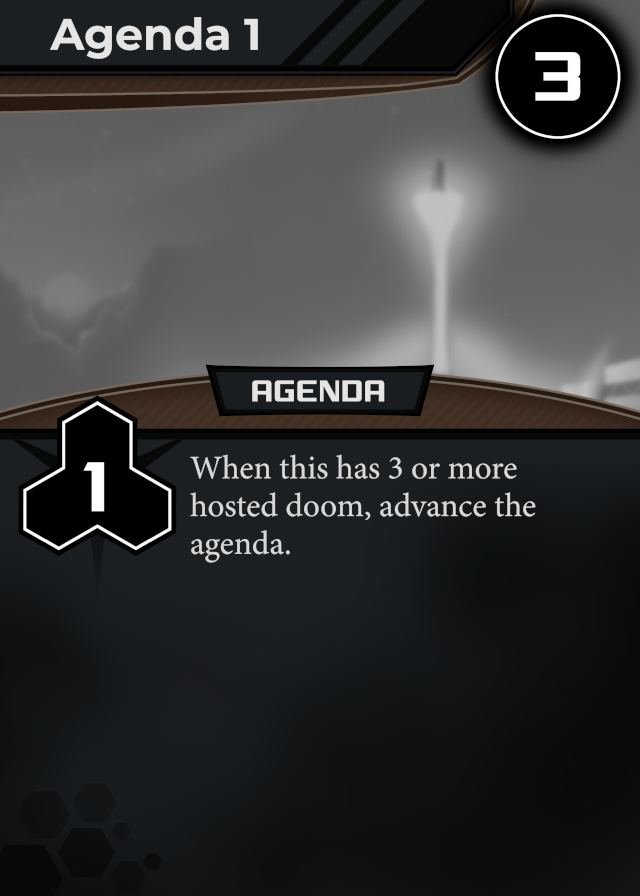 Agenda 1
3
AGENDA
1
When this has 3 or more
hosted doom, advance the
agenda.